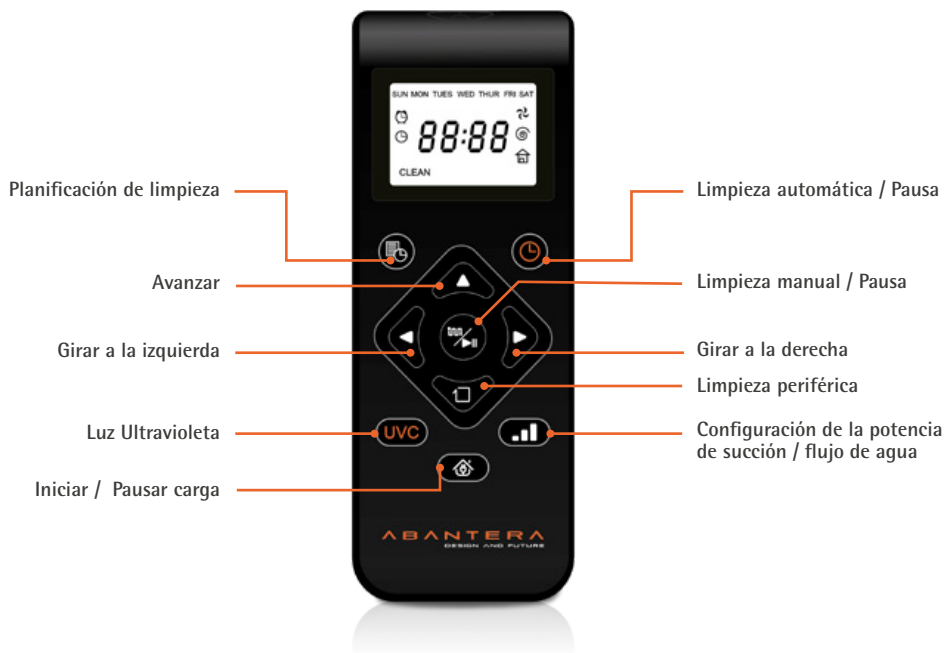 SUN MON TUES WED THUR FRI SAT
88:88
CLEAN
Planificación de limpieza
Limpieza automática / Pausa
Avanzar
Limpieza manual / Pausa
Girar a la izquierda
Girar a la derecha
Limpieza periférica
Luz Ultravioleta
UVC
Configuración de la potencia
de succión / flujo de agua
Iniciar / Pausar carga
ABANTERA
DESIGN AND FUTURE